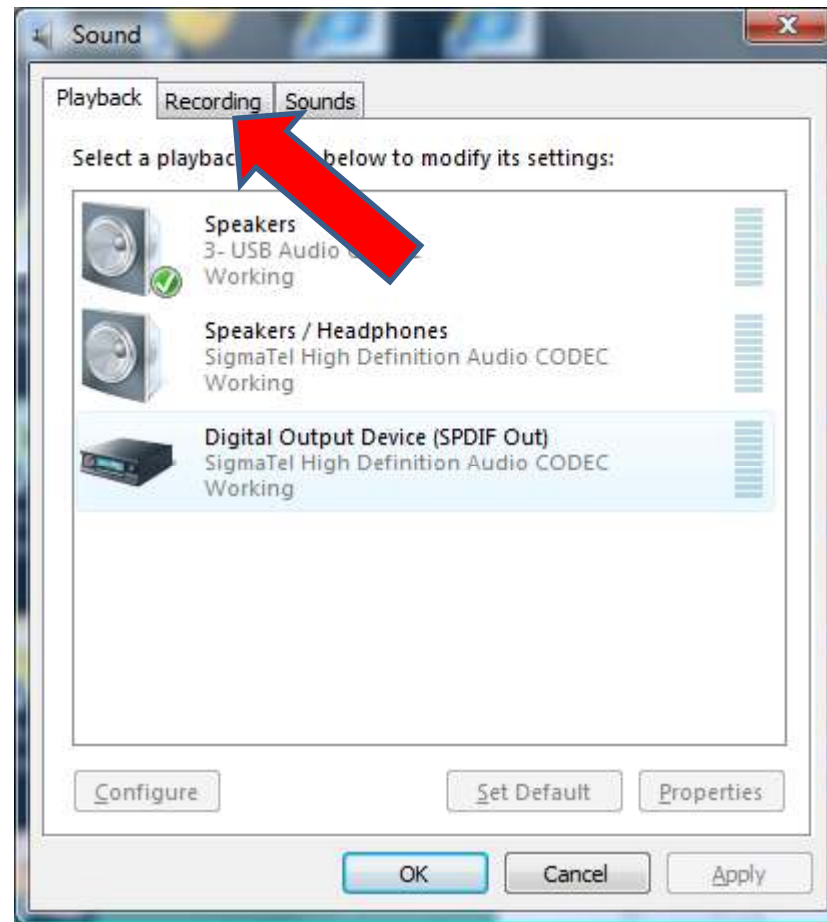 Sound
Playback Recording Sounds
Select a below to modify its settings:
Speakers
3- USB Audio
Working
Speakers / Headphones
SigmaTel High Definition Audio CODEC
Working
Digital Output Device (SPDIF Out)
SigmaTel High Definition Audio CODEC
Working
Configure Set Default Properties
OK Cancel Apply